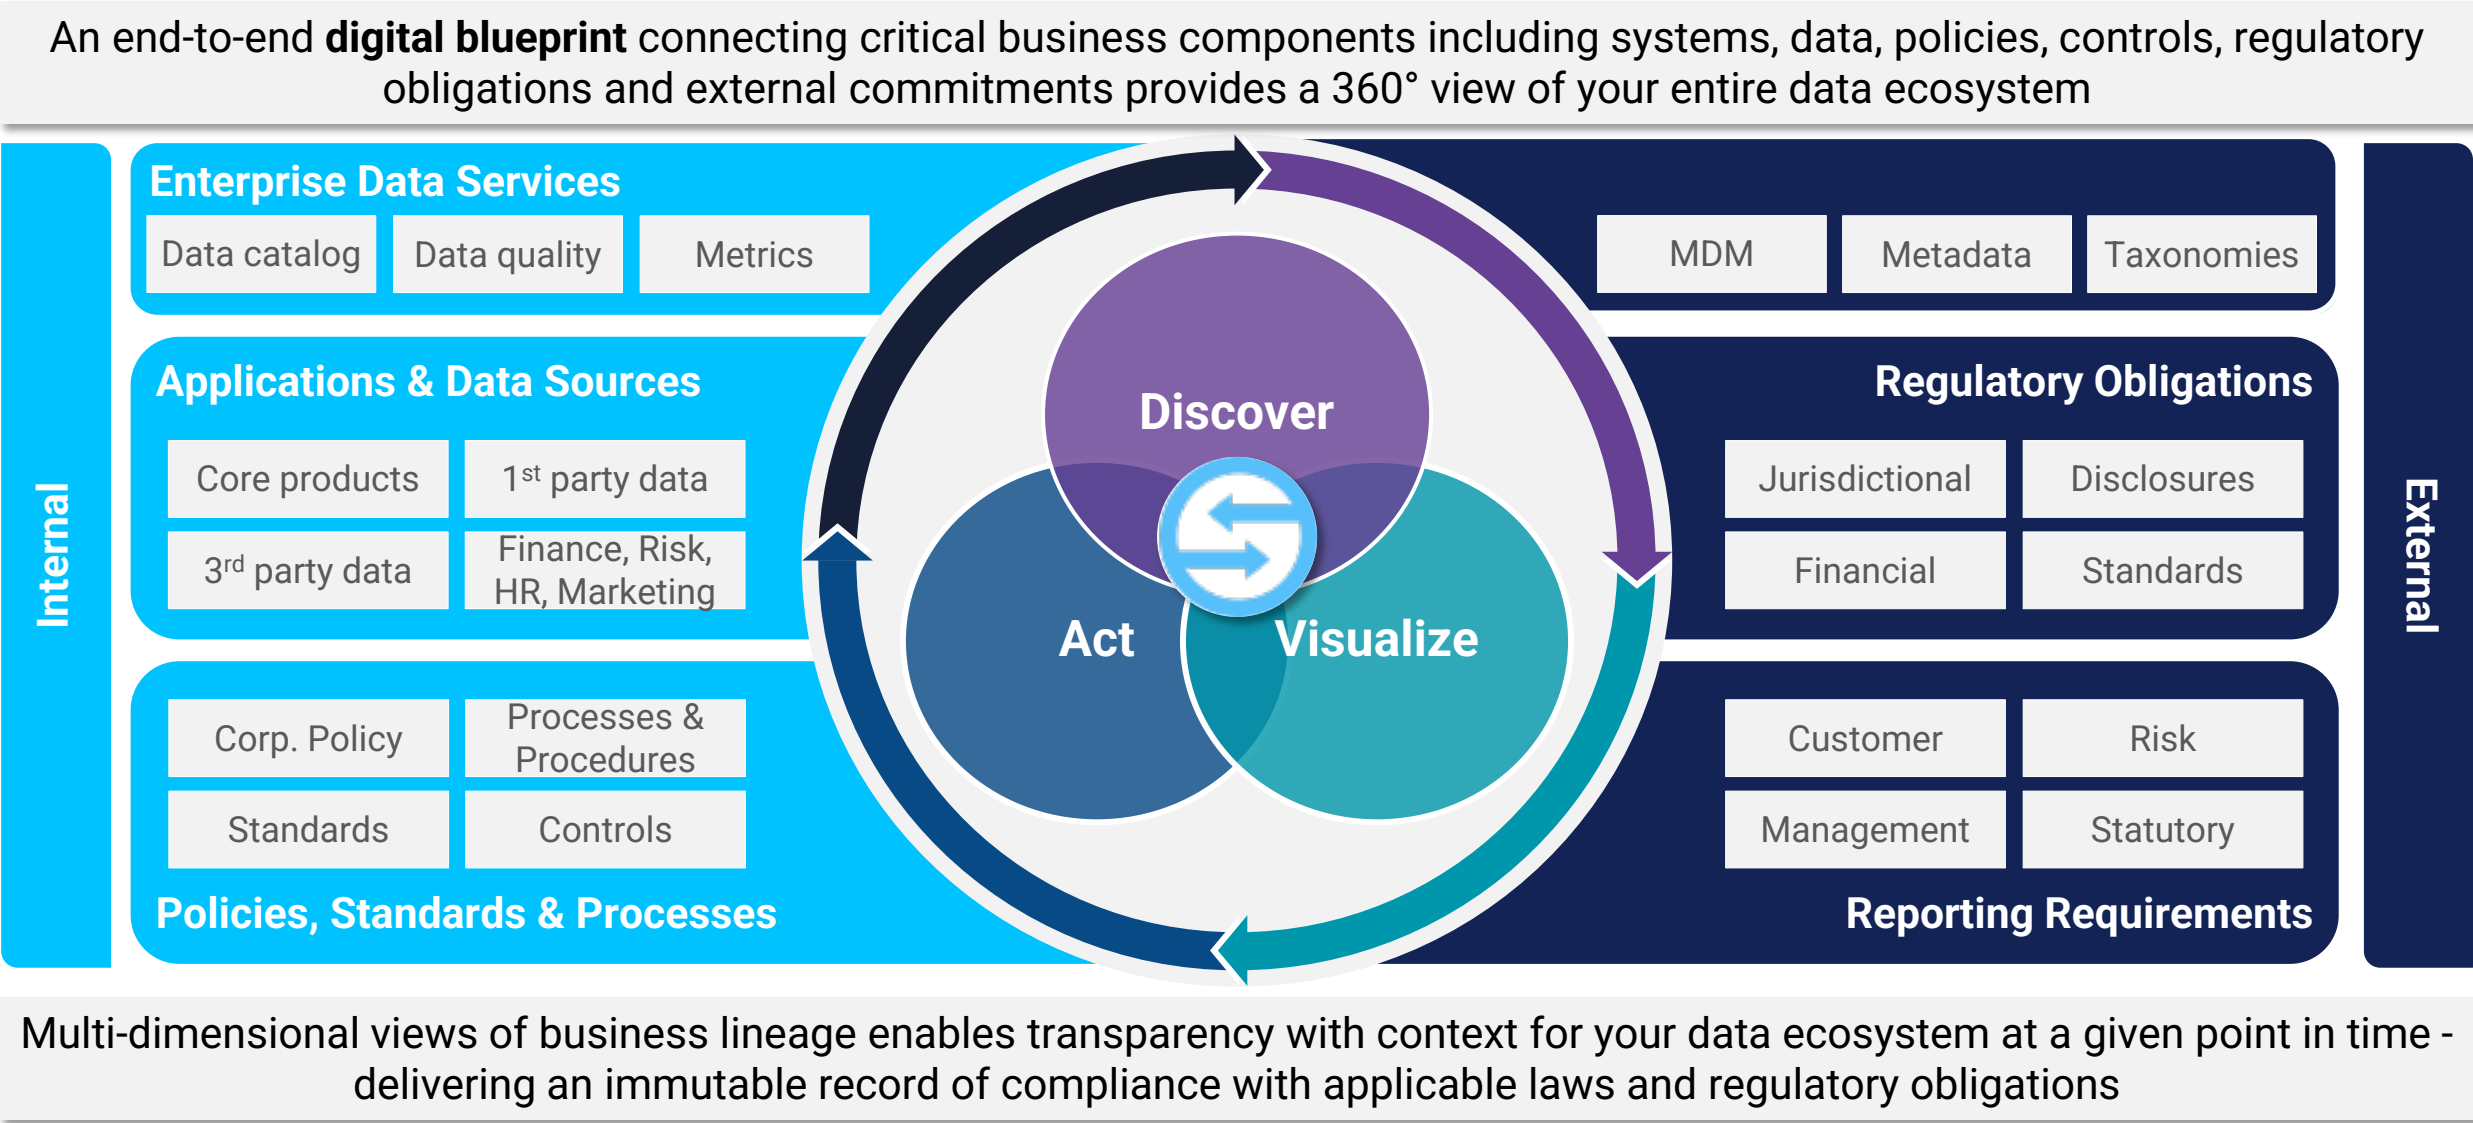 An end-to-end digital blueprint connecting critical business components including systems, data, policies, controls, regulatory
obligations and external commitments provides a 360° view of your entire data ecosystem
Internal
Enterprise Data Services
Data catalog
Data quality
Metrics
Applications & Data Sources
Core products
1st party data
3rd party data
Finance, Risk,
HR, Marketing
Corp. Policy
Processes &
Procedures
Standards
Controls
Policies, Standards & Processes
Discover
Act
Visualize
MDM
Metadata
Taxonomies
Regulatory Obligations
Jurisdictional
Disclosures
Financial
Standards
Customer
Risk
Management
Statutory
Reporting Requirements
External
Multi-dimensional views of business lineage enables transparency with context for your data ecosystem at a given point in time -
delivering an immutable record of compliance with applicable laws and regulatory obligations